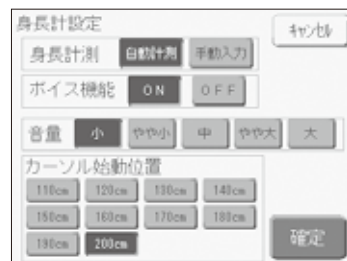 身長計設定
キャンセル
身長計測 自動計測 手動入力
ボイス機能 ON OFF
音量 小 やや小 中 やや大 大
カーソル始動位置
110cm 120cm 130cm 140cm
150cm 160cm 170cm 180cm
190cm 200cm
確定